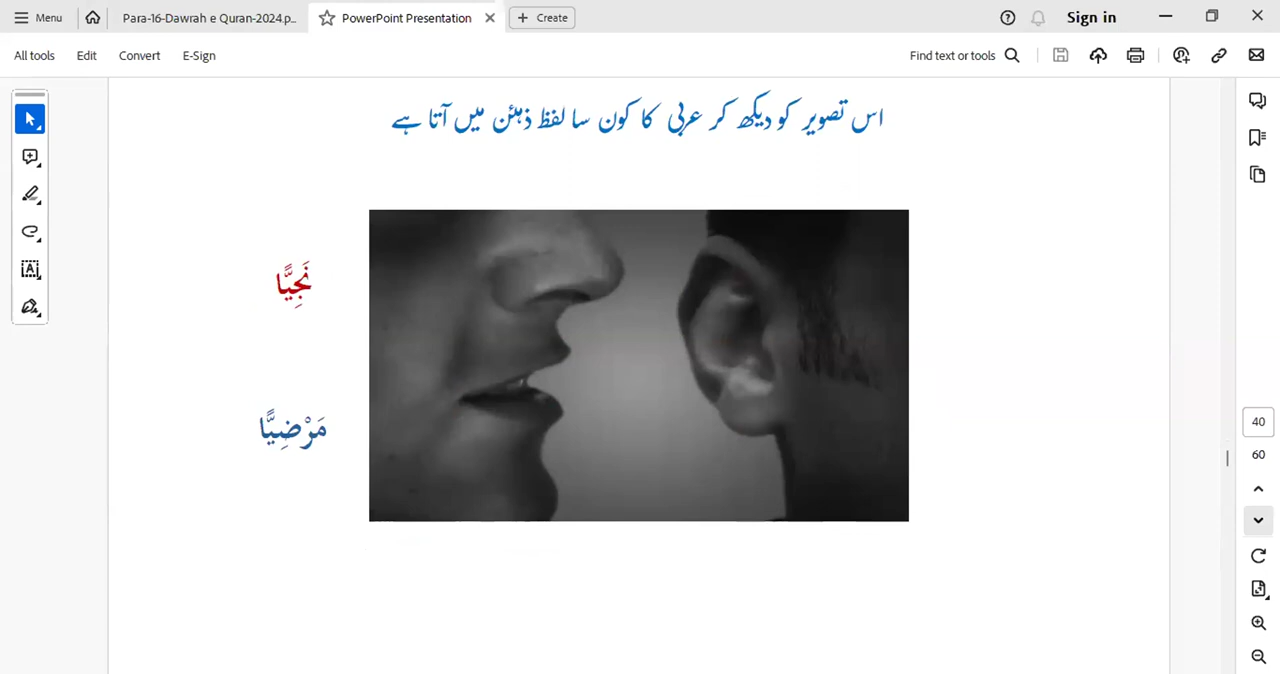 Menu
Para-16-Dawrah e Quran-2024.p...
PowerPoint Presentation
Create
Sign in
All tools
Edit
Convert
E-Sign
Find text or tools
اس تصویر کو دیکھ کر عربی کا کون سا لفظ ذہئن میں آتا ہے
نَجِيًّا
مَرْضِيًّا
40
60